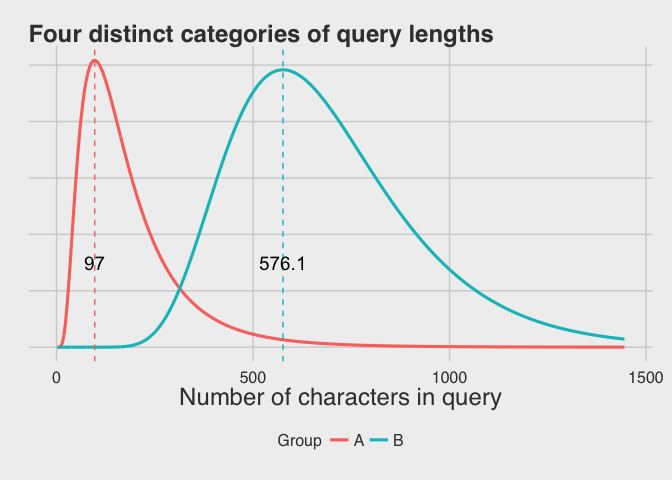 Four distinct categories of query lengths
97
576.1
0
500
1000
1500
Number of characters in query
Group
A
B